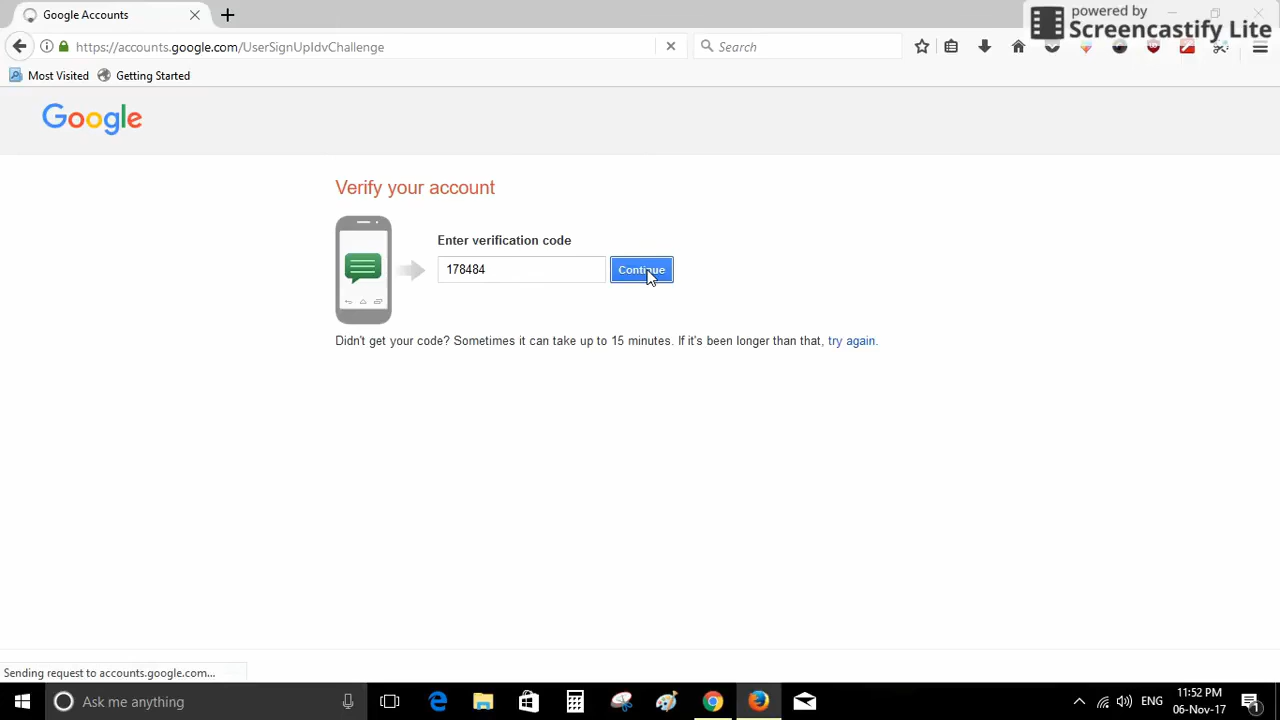 Google Accounts
powered by
Screencastify Lite
https://accounts.google.com/UserSignUpIdvChallenge
Search
Most Visited
Getting Started
Google
Verify your account
Enter verification code
178484
Continue
Didn't get your code? Sometimes it can take up to 15 minutes. If it's been longer than that, try again.
Sending request to accounts.google.com...
Ask me anything
ENG
11:52 PM
06-Nov-17
1